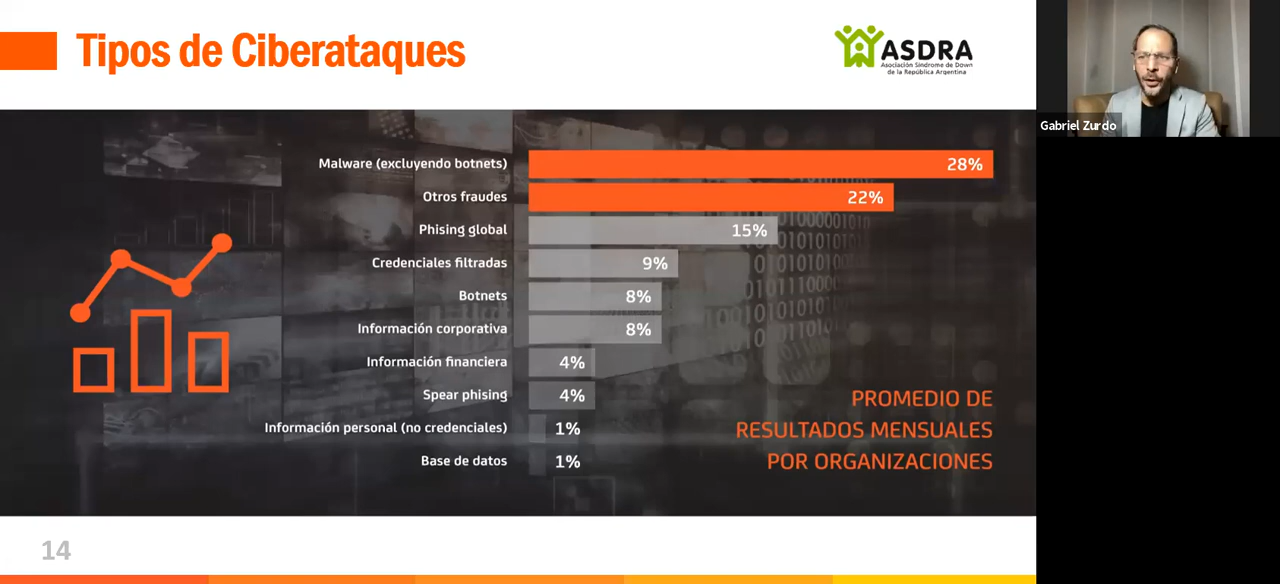 Tipos de Ciberataques
ASDRA
Asociación Síndrome de Down
de la República Argentina
Gabriel Zurdo
Malware (excluyendo botnets) 28%
Otros fraudes 22%
Phising global 15%
Credenciales filtradas 9%
Botnets 8%
Información corporativa 8%
Información financiera 4%
Spear phising 4%
Información personal (no credenciales) 1%
Base de datos 1%
PROMEDIO DE
RESULTADOS MENSUALES
POR ORGANIZACIONES
14